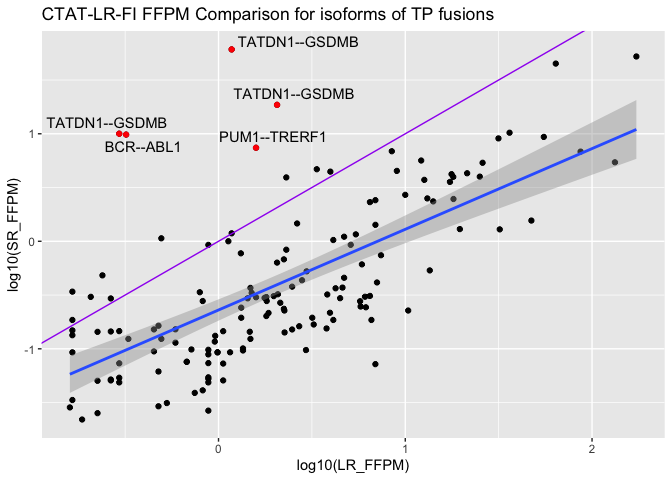 CTAT-LR-FI FFPM Comparison for isoforms of TP fusions
TATDN1--GSDMB
TATDN1--GSDMB
TATDN1--GSDMB
PUM1--TRERF1
BCR--ABL1
1
0
-1
log10(SR_FFPM)
0
1
2
log10(LR_FFPM)